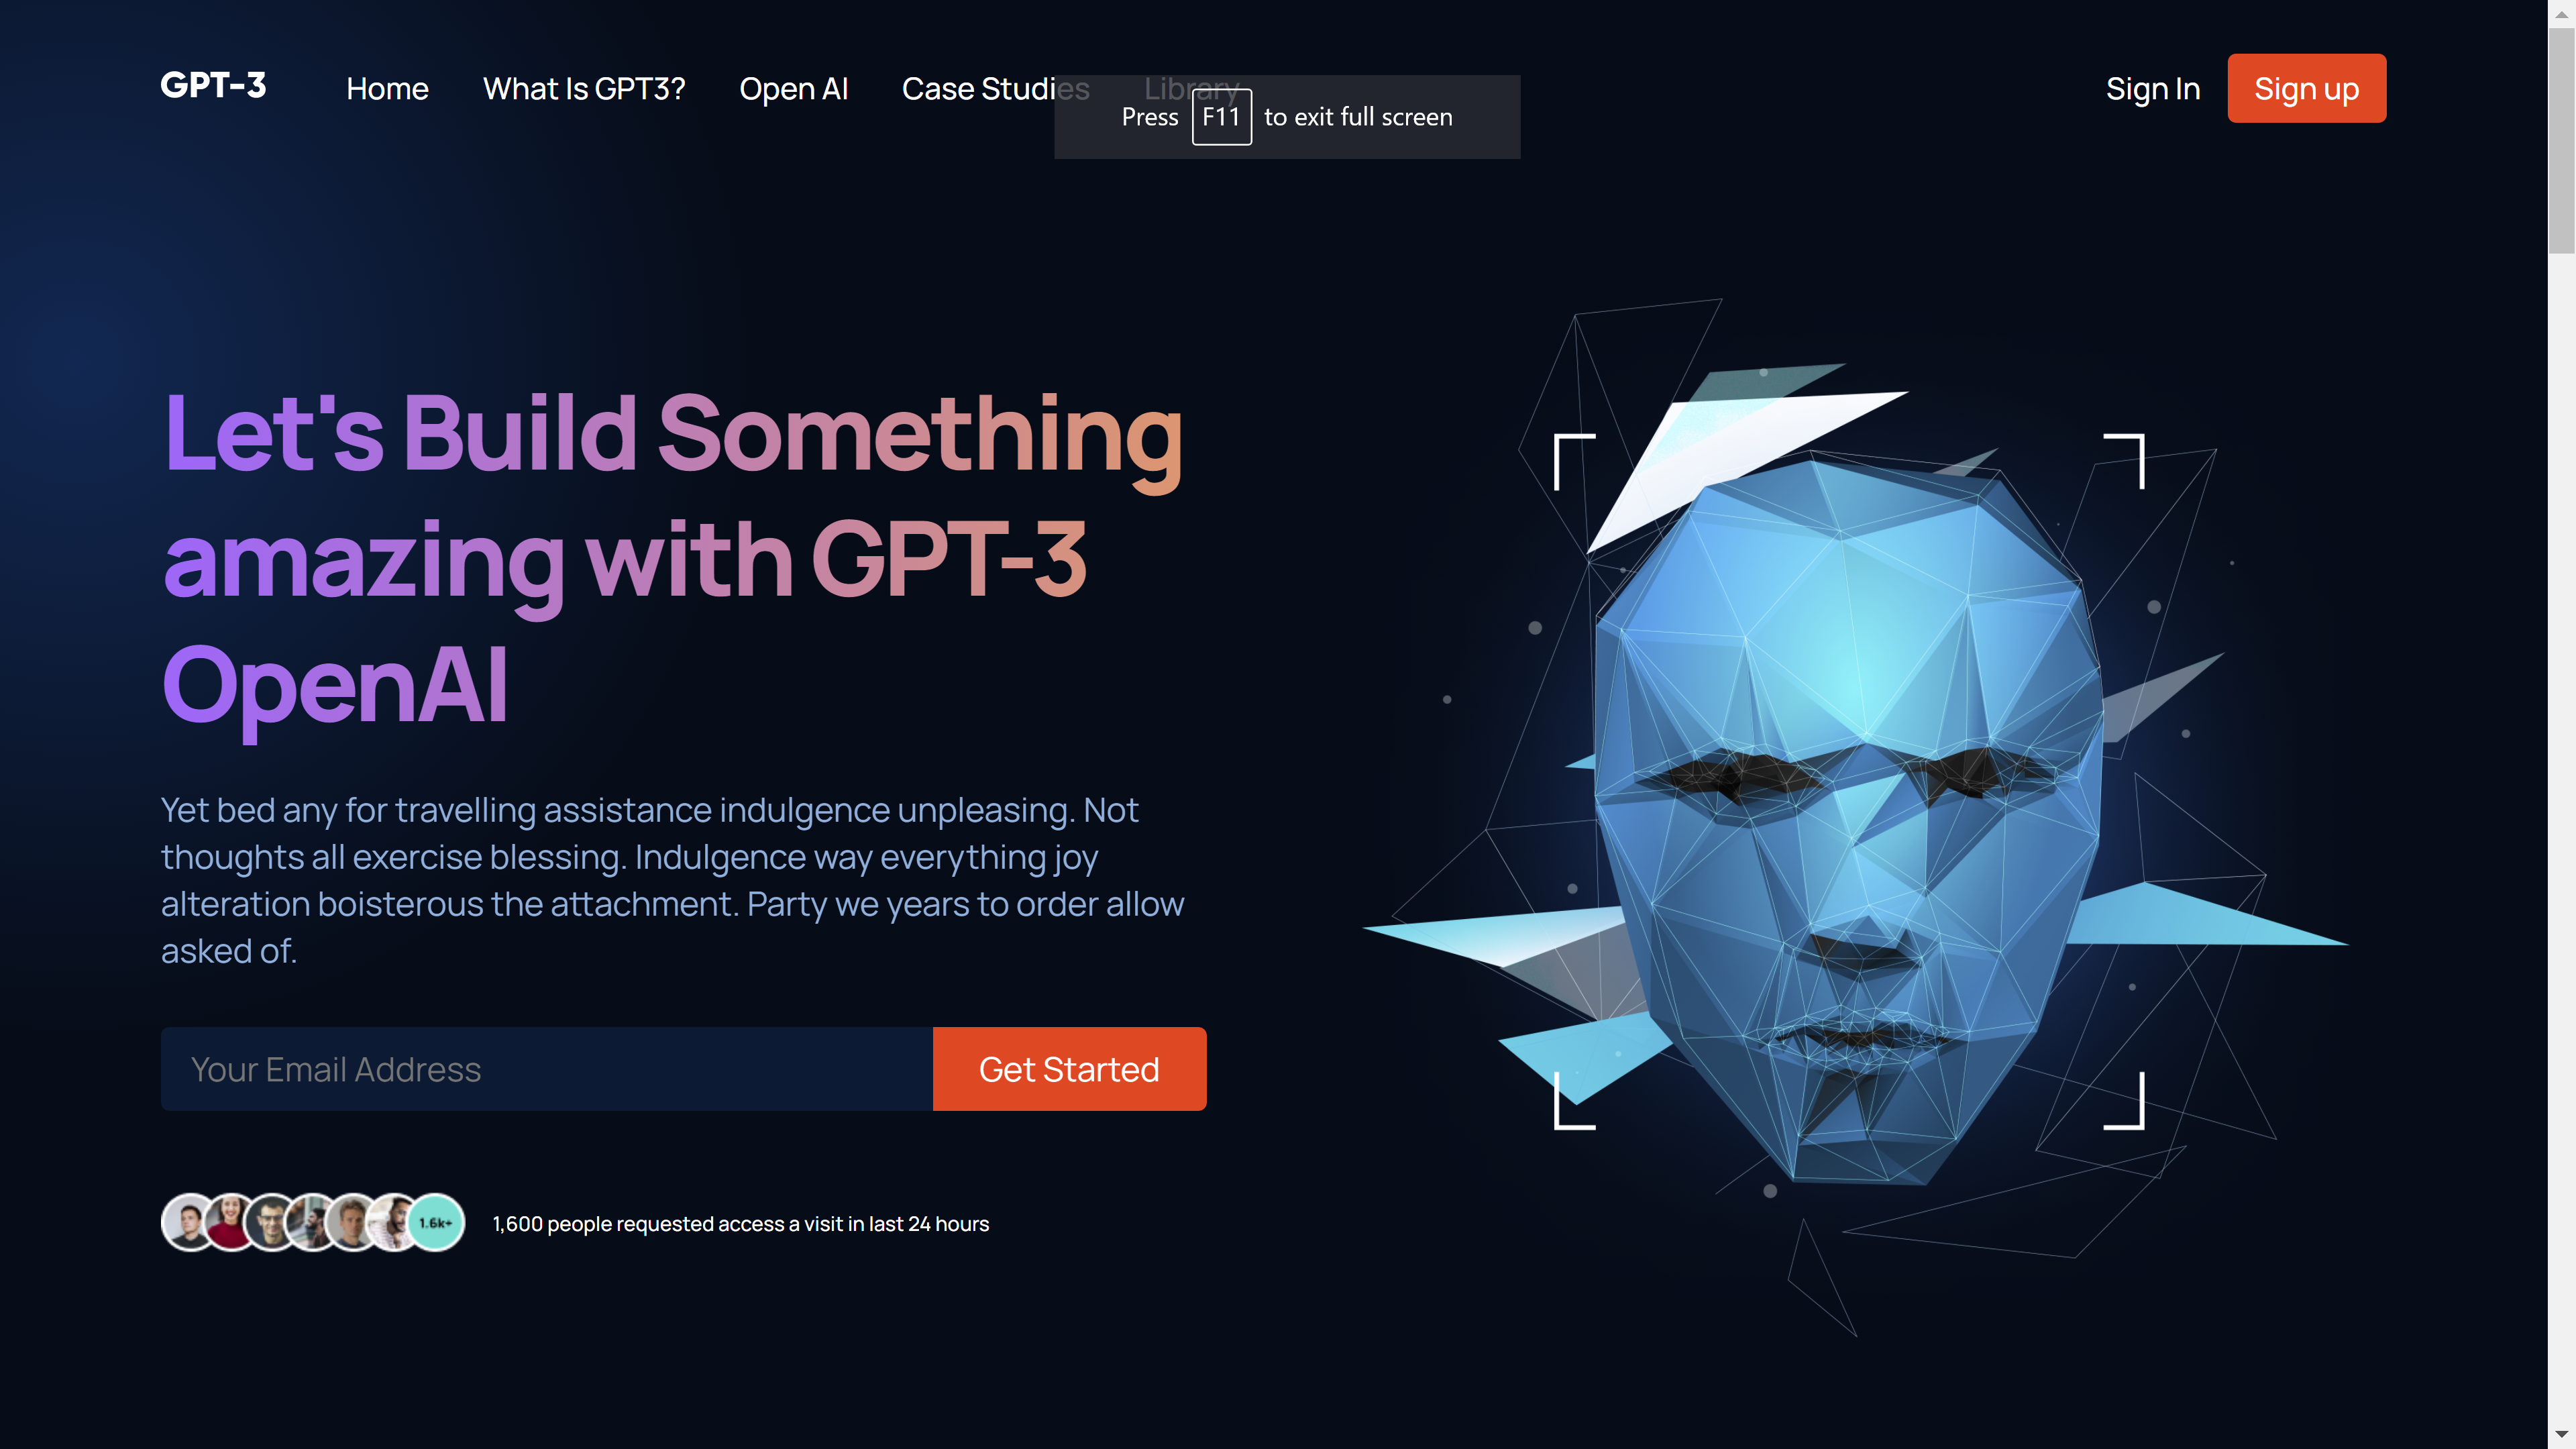 GPT-3 Home What Is GPT3? Open AI Case Studies Library Sign In Sign up
Press F11 to exit full screen
Let's Build Something
amazing with GPT-3
OpenAI
Yet bed any for travelling assistance indulgence unpleasing. Not
thoughts all exercise blessing. Indulgence way everything joy
alteration boisterous the attachment. Party we years to order allow
asked of.
Your Email Address Get Started
1.6k+ 1,600 people requested access a visit in last 24 hours